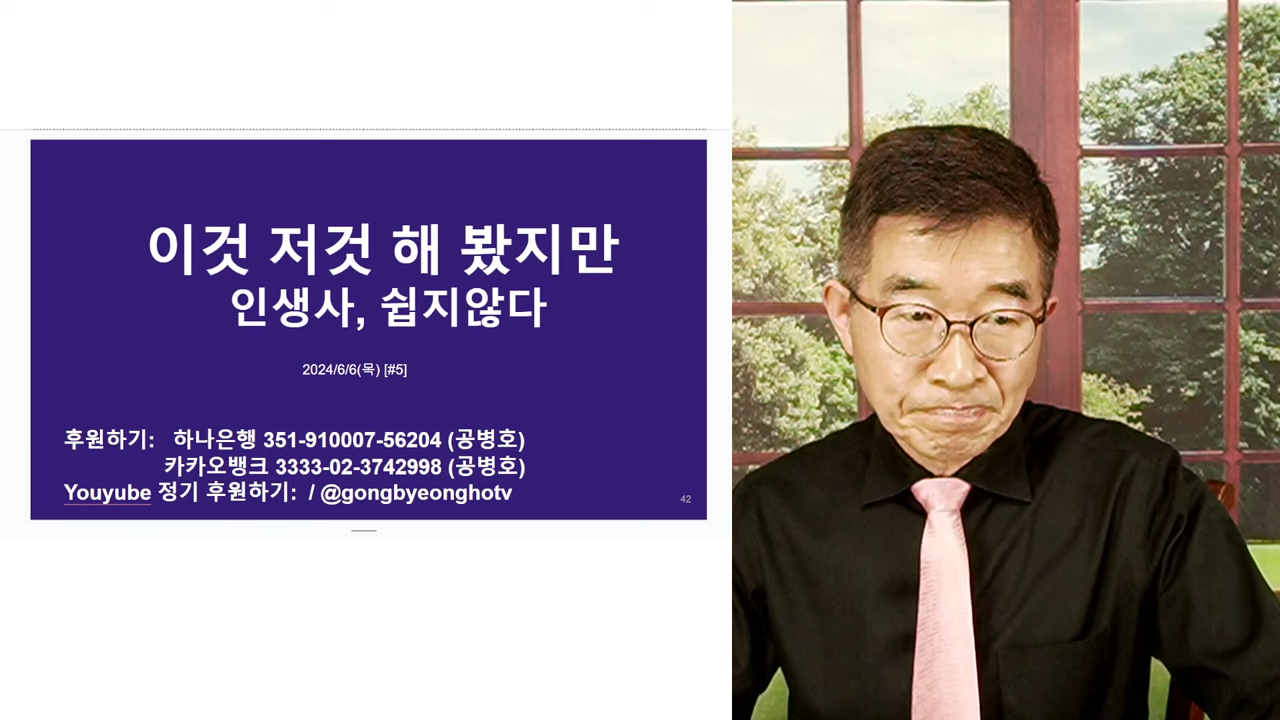 이것 저것 해 봤지만
인생사, 쉽지않다
2024/6/6(목) [#5]
후원하기: 하나은행 351-910007-56204 (공병호)
카카오뱅크 3333-02-3742998 (공병호)
Youyube 정기 후원하기: / @gongbyeonghotv
42